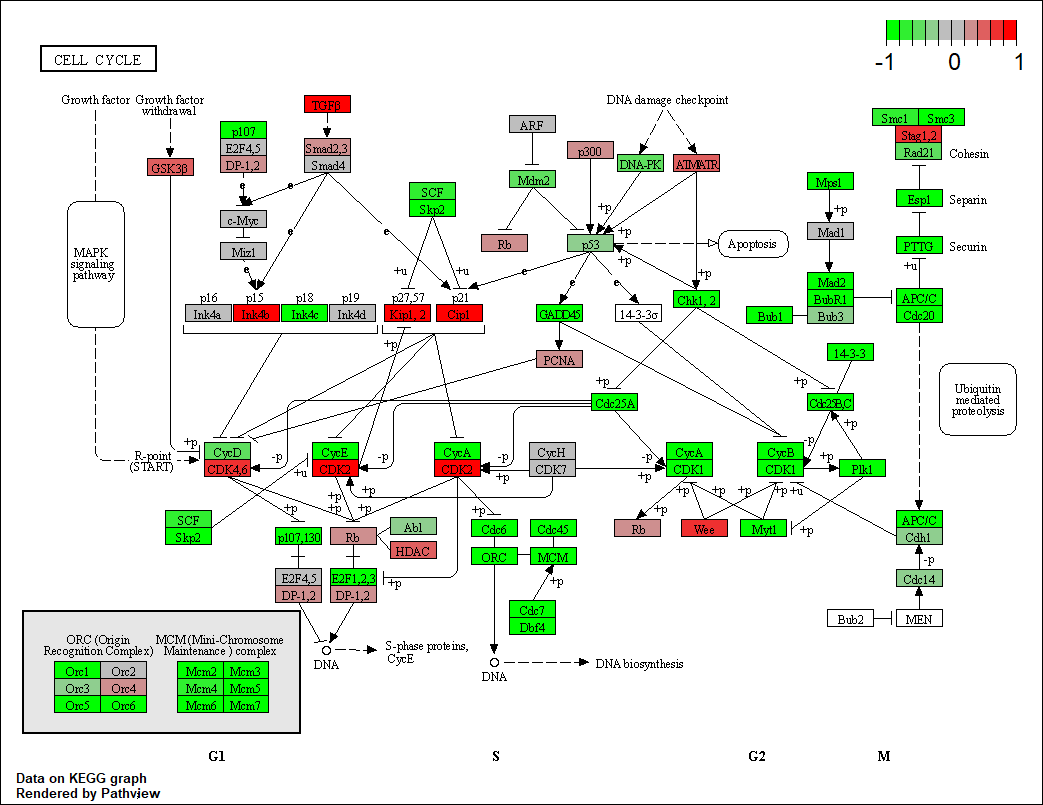 CELL CYCLE
-1 0 1
Growth factor
Growth factor
withdrawal
TGFβ
DNA damage checkpoint
p107
E2F4,5
DP-1,2
Smad2,3
Smad4
ARF
p300
DNA-PK
ATMATR
Smc1
Smc3
Stag1,2
Rad21
Cohesin
GSK3β
Mdm2
Mps1
+p
Esp1
Separin
e
e
SCF
Skp2
c-Myc
Miz1
e
e
Rb
p53
+p
+p
Mad1
PTTG
Securin
+u
Apoptosis
MAPK
signaling
pathway
+u
+u
e
e
e
+p
Mad2
BubR1
Bub3
Bub1
APC/C
Cdc20
p16
Ink4a
p15
Ink4b
p18
Ink4c
p19
Ink4d
p27,57
Kip1, 2
p21
Cip1
GADD45
14-3-3σ
Chk1, 2
+p
PCNA
14-3-3
+p
+p
Cdc25A
Cdc25B,C
+p
Ubiquitin
mediated
proteolysis
R-point
(START)
+p
CycD
CDK4,6
-p
+u
CycE
CDK2
-p
CycA
CDK2
-p
+p
CycH
CDK7
+p
CycA
CDK1
CycB
CDK1
-p
+p
Plk1
+p
+p
+p
+p
+p
+p
+p
+p
+p
+u
SCF
Skp2
p107,130
Rb
Abl
HDAC
Cdc6
Cdc45
ORC
MCM
Rb
Wee
Myt1
+p
APC/C
Cdh1
-p
Cdc14
E2F4,5
DP-1,2
E2F1,2,3
DP-1,2
+p
+p
Cdc7
Dbf4
Bub2
MEN
DNA
S-phase proteins,
CycE
DNA
DNA biosynthesis
ORC (Origin
Recognition Complex)
MCM (Mini-Chromosome
Maintenance ) complex
Orc1
Orc2
Mcm2
Mcm3
Orc3
Orc4
Mcm4
Mcm5
Orc5
Orc6
Mcm6
Mcm7
G1
S
G2
M
Data on KEGG graph
Rendered by Pathview